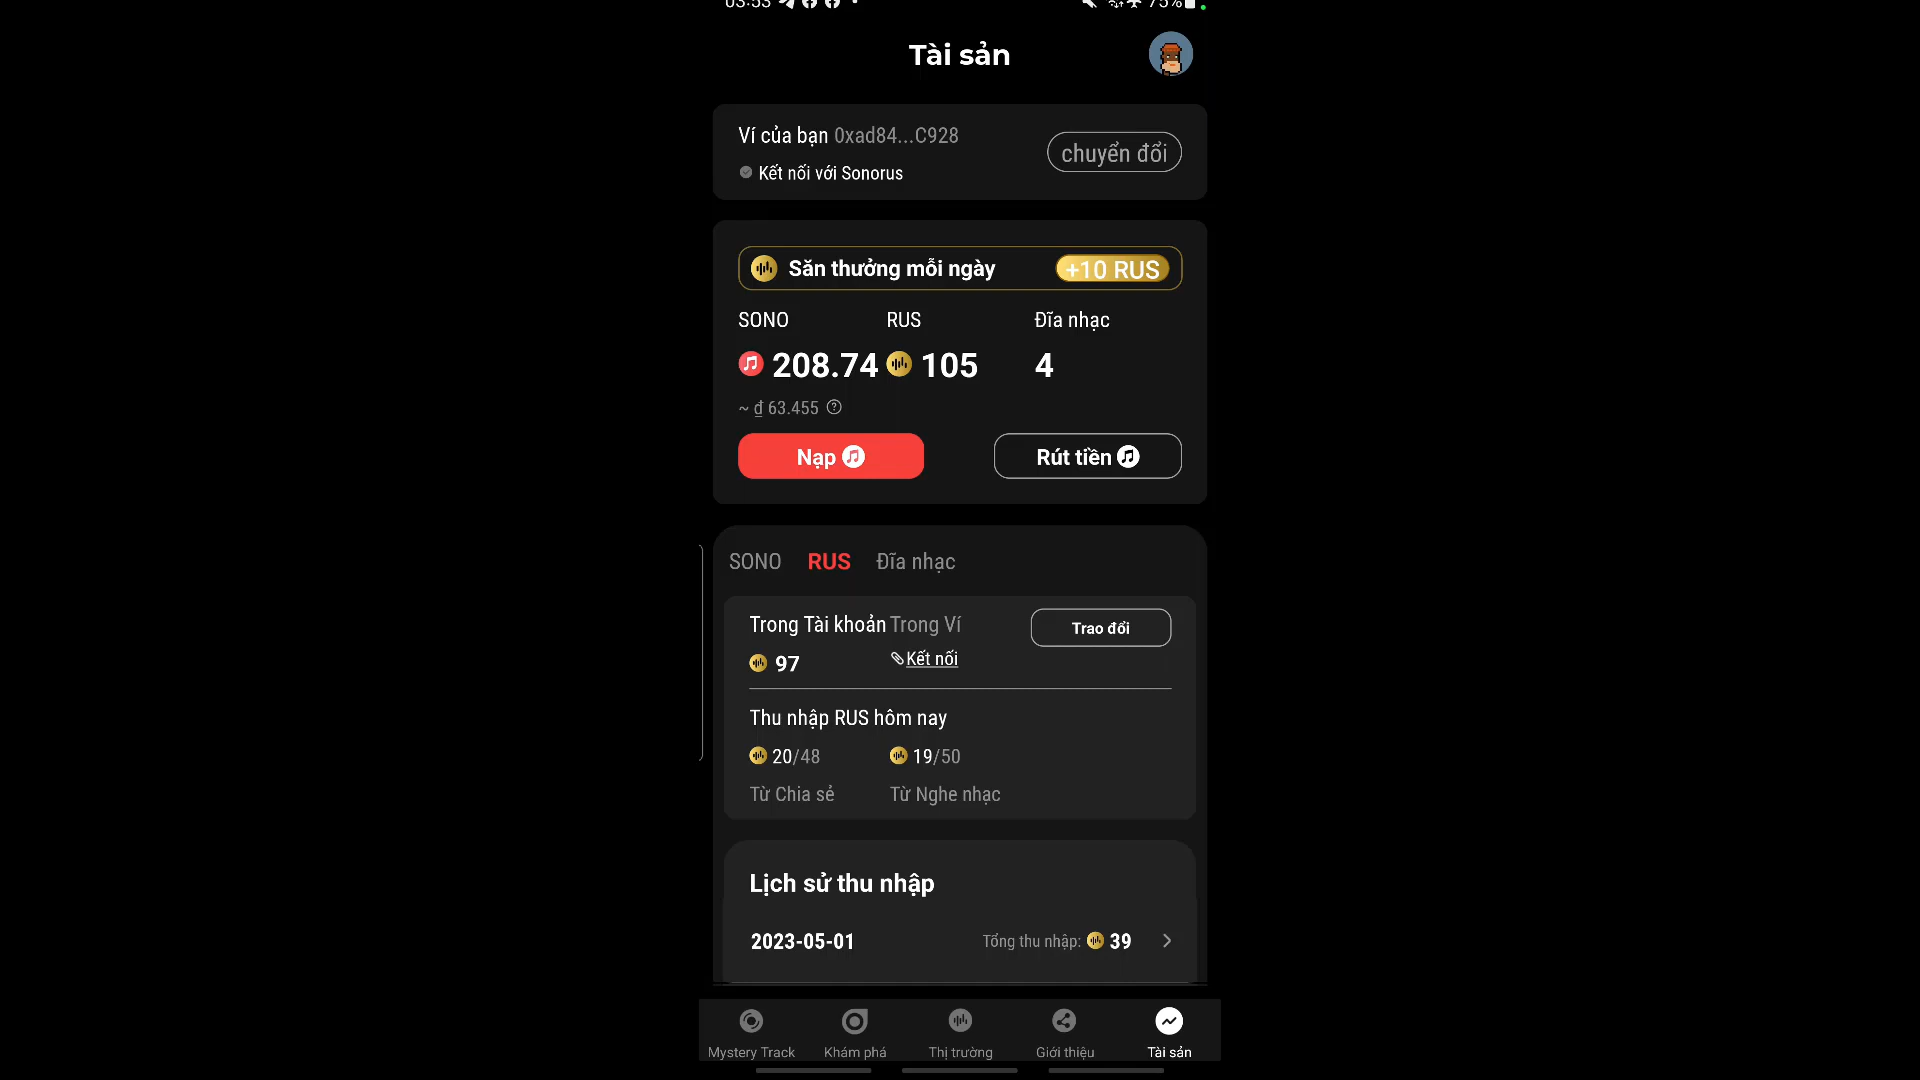 03:53 75%
Tài sản
Ví của bạn 0xad84...C928
chuyển đổi
Kết nối với Sonorus
Săn thưởng mỗi ngày +10 RUS
SONO RUS Đĩa nhạc
208.74 105 4
~ ₫ 63.455
Nạp Rút tiền
SONO RUS Đĩa nhạc
Trong Tài khoản Trong Ví Trao đổi
97 Kết nối
Thu nhập RUS hôm nay
20/48 19/50
Từ Chia sẻ Từ Nghe nhạc
Lịch sử thu nhập
2023-05-01 Tổng thu nhập: 39
Mystery Track Khám phá Thị trường Giới thiệu Tài sản